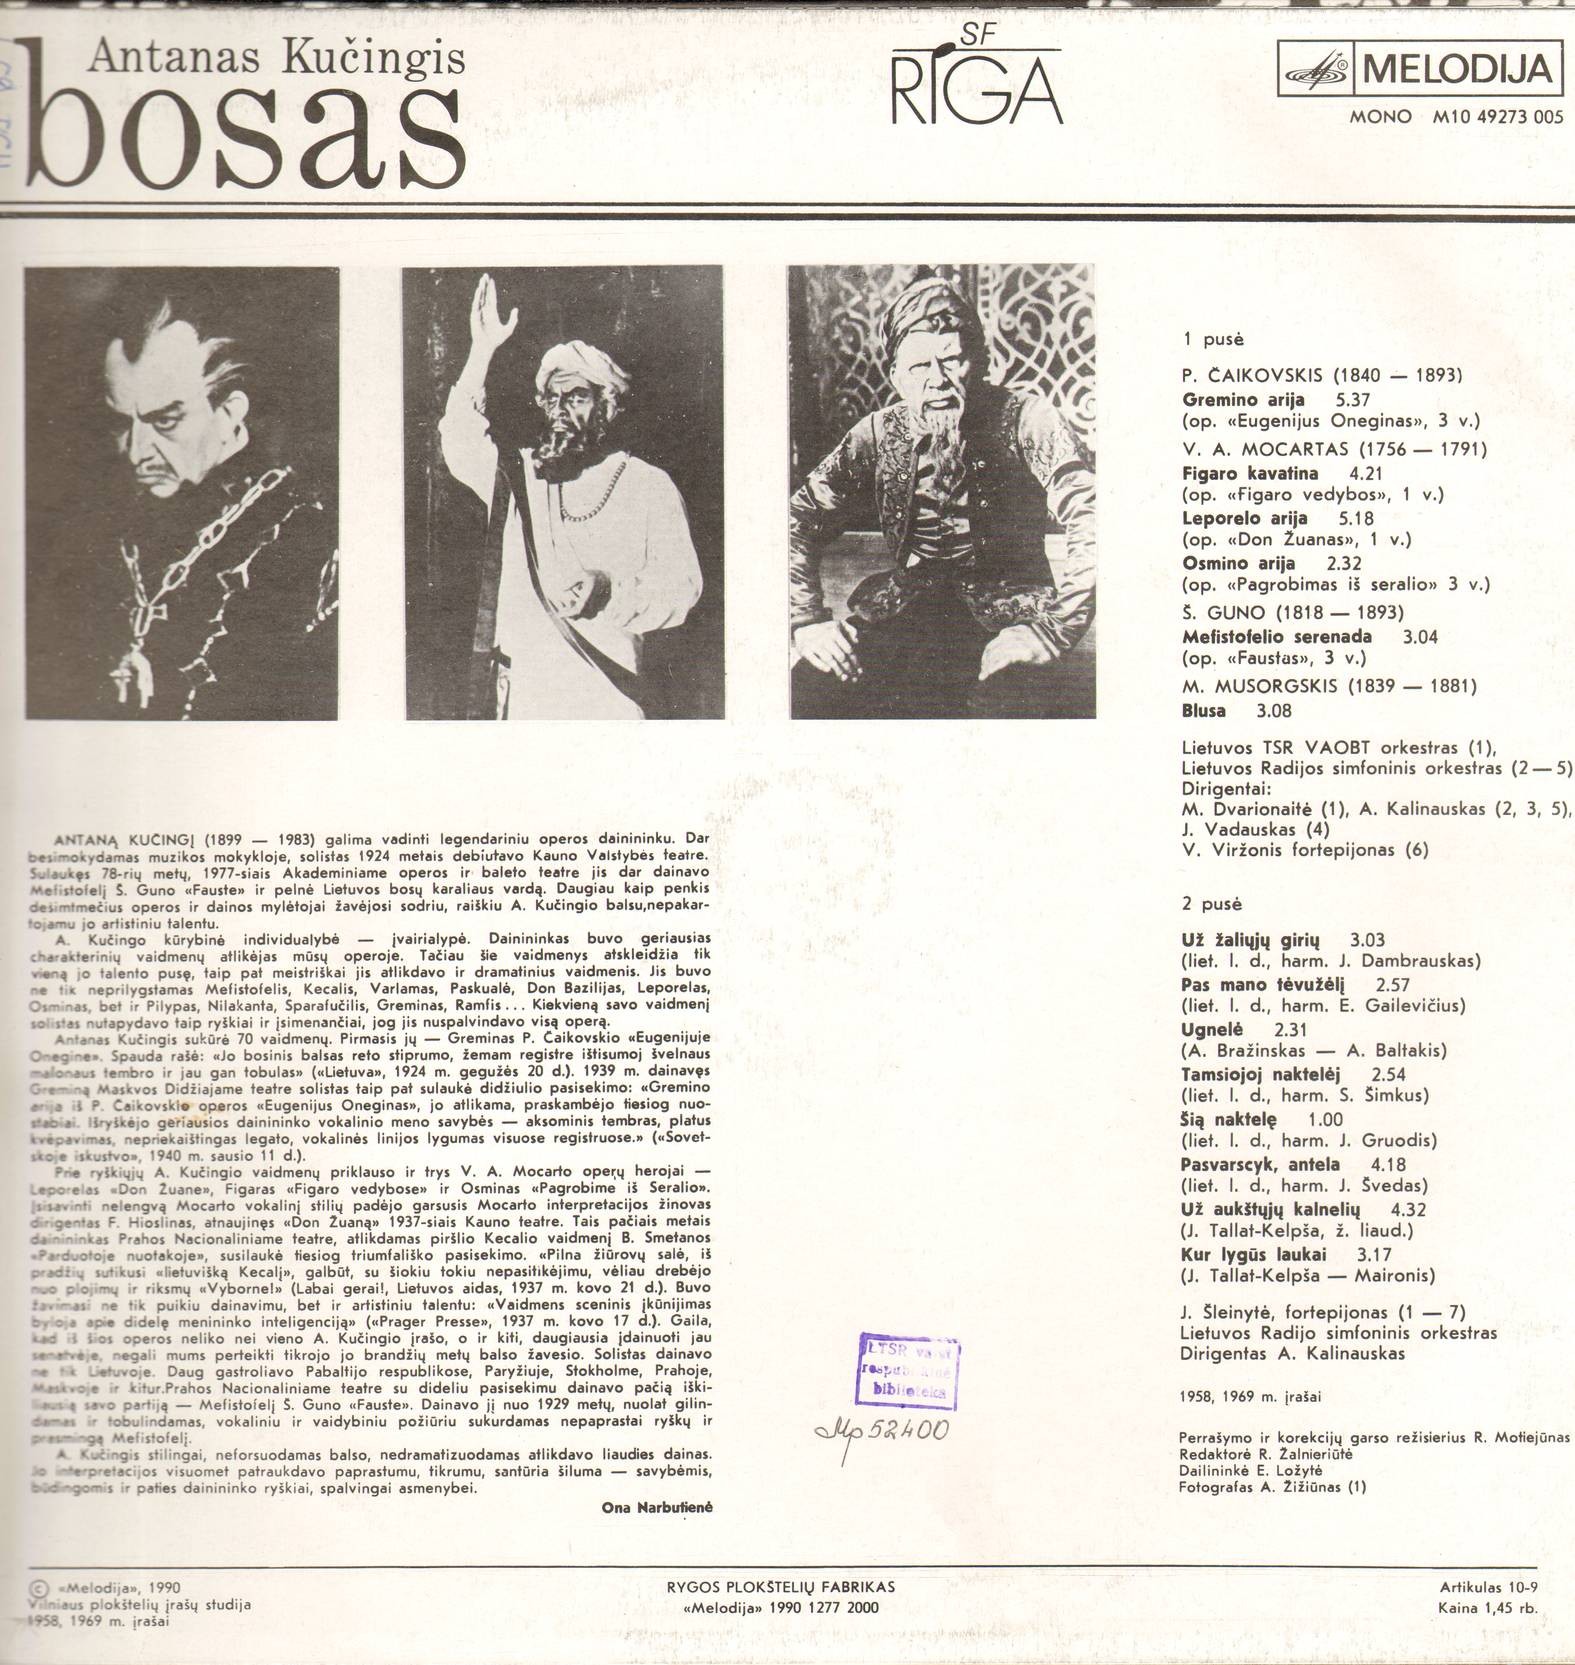 Antanas Kučingis
bosas
SF
RĪGA
MELODIJA
MONO M10 49273 005
1 pusė
P. ČAIKOVSKIS (1840 — 1893)
Gremino arija 5.37
(op. «Eugenijus Oneginas», 3 v.)
V. A. MOCARTAS (1756 — 1791)
Figaro kavatina 4.21
(op. «Figaro vedybos», 1 v.)
Leporelo arija 5.18
(op. «Don Žuanas», 1 v.)
Osmino arija 2.32
(op. «Pagrobimas iš seralio» 3 v.)
Š. GUNO (1818 — 1893)
Mefistofelio serenada 3.04
(op. «Faustas», 3 v.)
M. MUSORGSKIS (1839 — 1881)
Blusa 3.08
Lietuvos TSR VAOBT orkestras (1),
Lietuvos Radijos simfoninis orkestras (2 — 5)
Dirigentai:
M. Dvarionaitė (1), A. Kalinauskas (2, 3, 5),
J. Vadauskas (4)
V. Viržonis fortepijonas (6)
2 pusė
Už žaliųjų girių 3.03
(liet. l. d., harm. J. Dambrauskas)
Pas mano tėvužėlį 2.57
(liet. l. d., harm. E. Gailevičius)
Ugnelė 2.31
(A. Bražinskas — A. Baltakis)
Tamsiojoj naktelėj 2.54
(liet. l. d., harm. S. Šimkus)
Šią naktelę 1.00
(liet. l. d., harm. J. Gruodis)
Pasvarscyk, antela 4.18
(liet. l. d., harm. J. Švedas)
Už aukštųjų kalnelių 4.32
(J. Tallat-Kelpša, ž. liaud.)
Kur lygūs laukai 3.17
(J. Tallat-Kelpša — Maironis)
J. Šleinytė, fortepijonas (1 — 7)
Lietuvos Radijo simfoninis orkestras
Dirigentas A. Kalinauskas
1958, 1969 m. įrašai
Perrašymo ir korekcijų garso režisierius R. Motiejūnas
Redaktorė R. Žalnieriūtė
Dailininkė E. Ložytė
Fotografas A. Žižiūnas (1)
ANTANĄ KUČINGĮ (1899 — 1983) galima vadinti legendariniu operos dainininku. Dar
besimokydamas muzikos mokykloje, solistas 1924 metais debiutavo Kauno Valstybės teatre.
Sulaukęs 78-rių metų, 1977-siais Akademiniame operos ir baleto teatre jis dar dainavo
Mefistofelį Š. Guno «Fauste» ir pelnė Lietuvos bosų karaliaus vardą. Daugiau kaip penkis
dešimtmečius operos ir dainos mylėtojai žavėjosi sodriu, raiškiu A. Kučingio balsu,nepakar-
tojamu jo artistiniu talentu.
A. Kučingo kūrybinė individualybė — įvairialypė. Dainininkas buvo geriausias
charakterinių vaidmenų atlikėjas mūsų operoje. Tačiau šie vaidmenys atskleidžia tik
vieną jo talento pusę, taip pat meistriškai jis atlikdavo ir dramatinius vaidmenis. Jis buvo
ne tik neprilygstamas Mefistofelis, Kecalis, Varlamas, Paskualė, Don Bazilijas, Leporelas,
Osminas, bet ir Pilypas, Nilakanta, Sparafučilis, Greminas, Ramfis . . . Kiekvieną savo vaidmenį
solistas nutapydavo taip ryškiai ir įsimenančiai, jog jis nuspalvindavo visą operą.
Antanas Kučingis sukūrė 70 vaidmenų. Pirmasis jų — Greminas P. Čaikovskio «Eugenijuje
Onegine». Spauda rašė: «Jo bosinis balsas reto stiprumo, žemam registre ištisumoj švelnaus
malonaus tembro ir jau gan tobulas» («Lietuva», 1924 m. gegužės 20 d.). 1939 m. dainavęs
Greminą Maskvos Didžiajame teatre solistas taip pat sulaukė didžiulio pasisekimo: «Gremino
arija iš P. Čaikovskio operos «Eugenijus Oneginas», jo atlikama, praskambėjo tiesiog nuo-
stabiai. Išryškėjo geriausios dainininko vokalinio meno savybės — aksominis tembras, platus
kvėpavimas, nepriekaištingas legato, vokalinės linijos lygumas visuose registruose.» («Sovet-
skoje iskustvo», 1940 m. sausio 11 d.).
Prie ryškiųjų A. Kučingio vaidmenų priklauso ir trys V. A. Mocarto operų herojai —
Leporelas «Don Žuane», Figaras «Figaro vedybose» ir Osminas «Pagrobime iš Seralio».
Įsisavinti nelengvą Mocarto vokalinį stilių padėjo garsusis Mocarto interpretacijos žinovas
dirigentas F. Hioslinas, atnaujinęs «Don Žuaną» 1937-siais Kauno teatre. Tais pačiais metais
dainininkas Prahos Nacionaliniame teatre, atlikdamas piršlio Kecalio vaidmenį B. Smetanos
«Parduotoje nuotakoje», susilaukė tiesiog triumfališko pasisekimo. «Pilna žiūrovų salė, iš
pradžių sutikusi «lietuvišką Kecalį», galbūt, su šiokiu tokiu nepasitikėjimu, vėliau drebėjo
nuo plojimų ir riksmų «Vyborne!» (Labai gerai!, Lietuvos aidas, 1937 m. kovo 21 d.). Buvo
žavimasi ne tik puikiu dainavimu, bet ir artistiniu talentu: «Vaidmens sceninis įkūnijimas
byloja apie didelę menininko inteligenciją» («Prager Presse», 1937 m. kovo 17 d.). Gaila,
kad iš šios operos neliko nei vieno A. Kučingio įrašo, o ir kiti, daugiausia įdainuoti jau
senatvėje, negali mums perteikti tikrojo jo brandžių metų balso žavesio. Solistas dainavo
ne tik Lietuvoje. Daug gastroliavo Pabaltijo respublikose, Paryžiuje, Stokholme, Prahoje,
Maskvoje ir kitur.Prahos Nacionaliniame teatre su dideliu pasisekimu dainavo pačią iški-
liausią savo partiją — Mefistofelį Š. Guno «Fauste». Dainavo jį nuo 1929 metų, nuolat gilin-
damas ir tobulindamas, vokaliniu ir vaidybiniu požiūriu sukurdamas nepaprastai ryškų ir
prasmingą Mefistofelį.
A. Kučingis stilingai, neforsuodamas balso, nedramatizuodamas atlikdavo liaudies dainas.
Jo interpretacijos visuomet patraukdavo paprastumu, tikrumu, santūria šiluma — savybėmis,
būdingomis ir paties dainininko ryškiai, spalvingai asmenybei.
Ona Narbutienė
LTSR valst
respublikinė
biblioteka
Mp 52400
© «Melodija», 1990
Vilniaus plokštelių įrašų studija
1958, 1969 m. įrašai
RYGOS PLOKŠTELIŲ FABRIKAS
«Melodija» 1990 1277 2000
Artikulas 10-9
Kaina 1,45 rb.